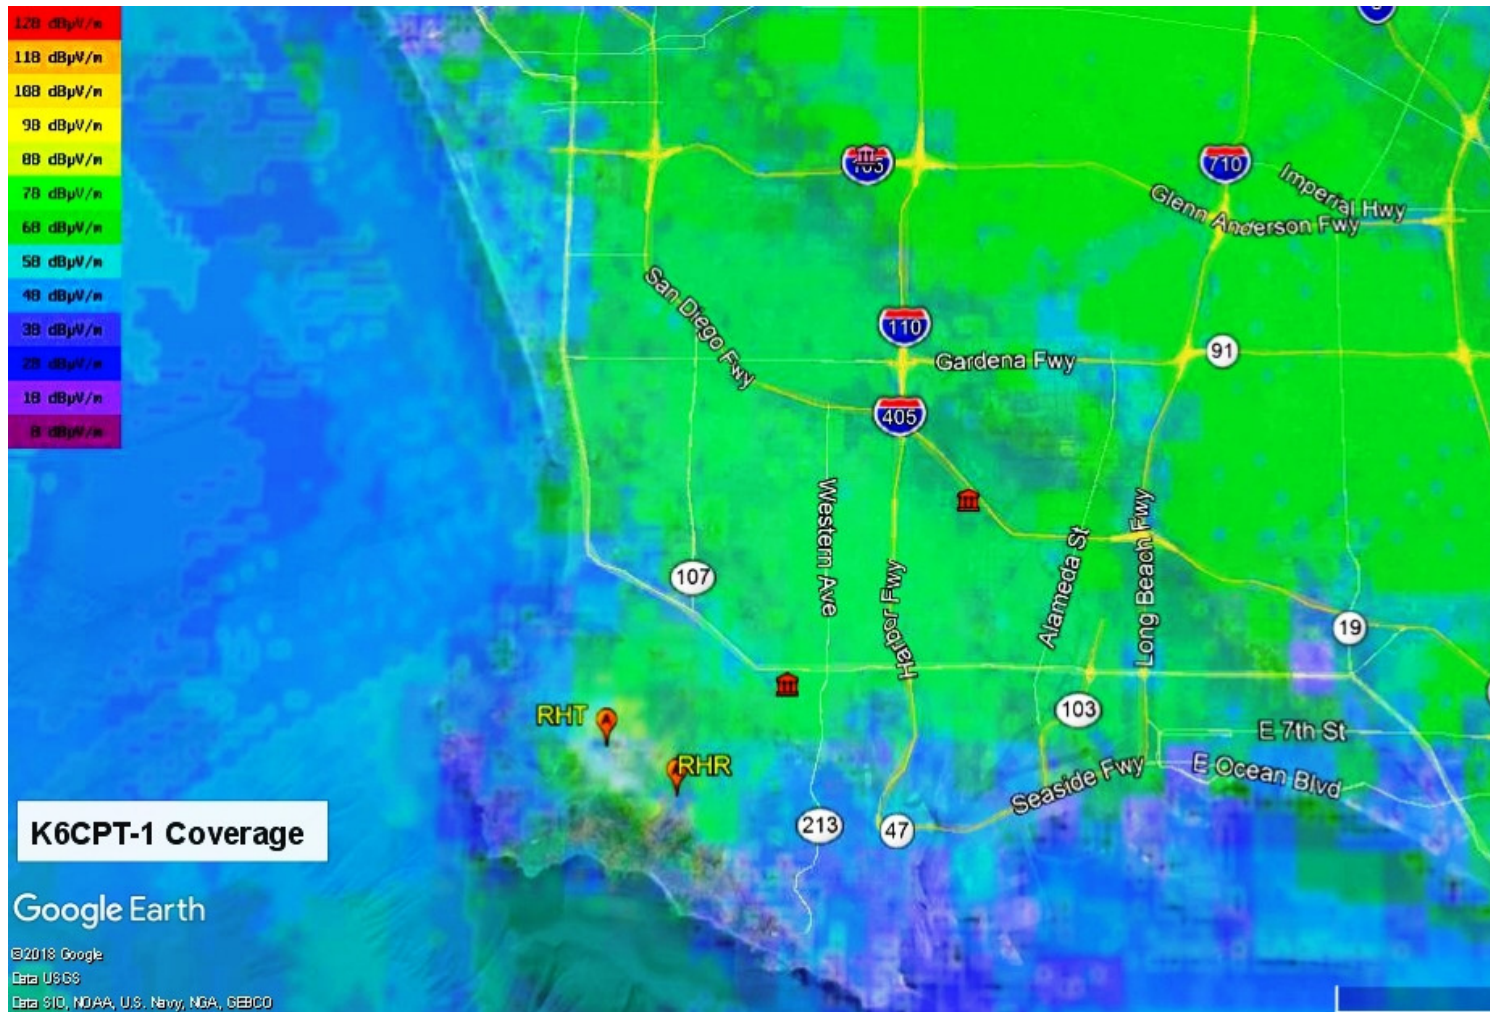 120 dBµV/m
110 dBµV/m
100 dBµV/m
90 dBµV/m
80 dBµV/m
70 dBµV/m
60 dBµV/m
50 dBµV/m
40 dBµV/m
30 dBµV/m
20 dBµV/m
10 dBµV/m
0 dBµV/m
105
710
Imperial Hwy
Glenn Anderson Fwy
San Diego Fwy
110
Gardena Fwy
91
405
Western Ave
Harbor Fwy
Alameda St
Long Beach Fwy
107
19
RHT
A
103
E 7th St
RHR
E Ocean Blvd
Seaside Fwy
213
47
K6CPT-1 Coverage
Google Earth
©2018 Google
Data USGS
Data SIO, NOAA, U.S. Navy, NGA, GEBCO